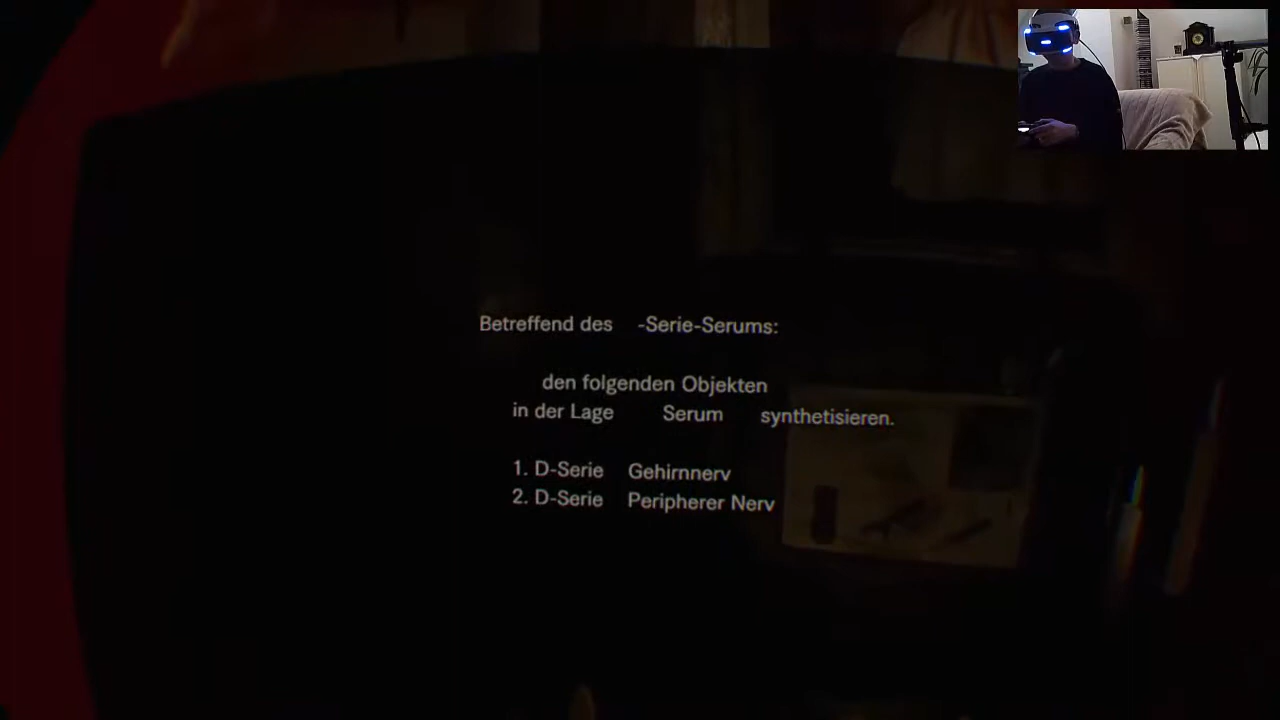 Betreffend des -Serie-Serums:
den folgenden Objekten
in der Lage Serum synthetisieren.
1. D-Serie Gehirnnerv
2. D-Serie Peripherer Nerv